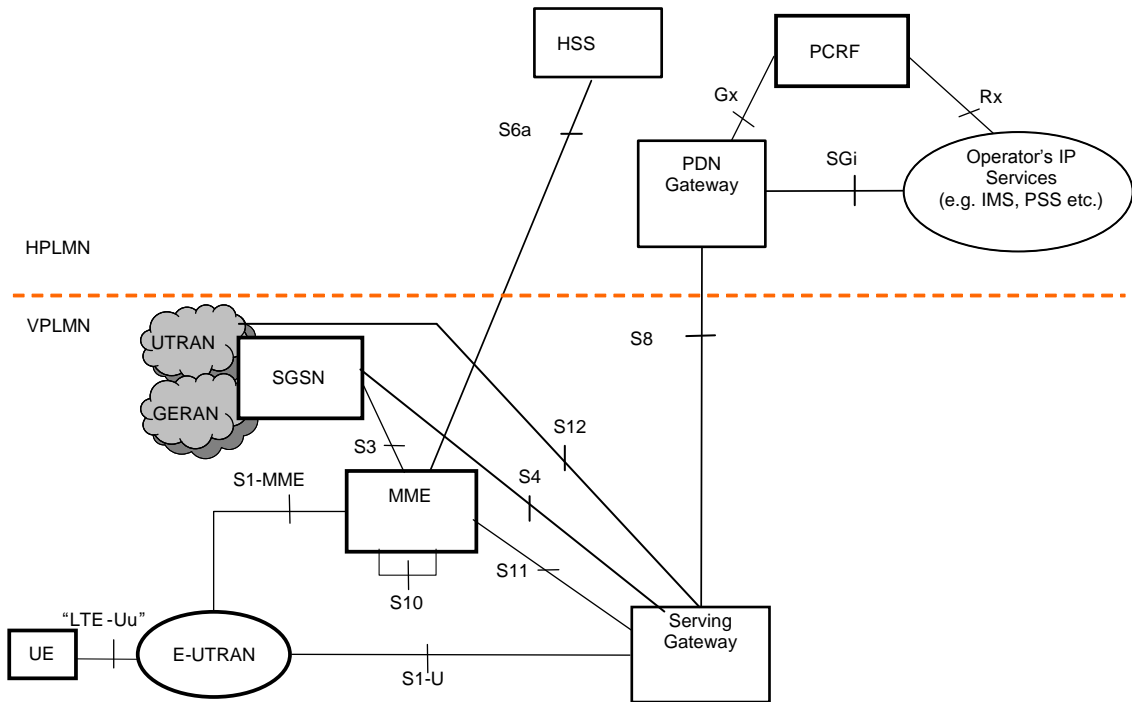 HSS
PCRF
Gx
Rx
S6a
PDN
Gateway
SGi
Operator's IP
Services
(e.g. IMS, PSS etc.)
HPLMN
VPLMN
UTRAN
S8
SGSN
GERAN
S12
S3
S4
S1-MME
MME
S11
S10
"LTE-Uu"
Serving
Gateway
UE
E-UTRAN
S1-U